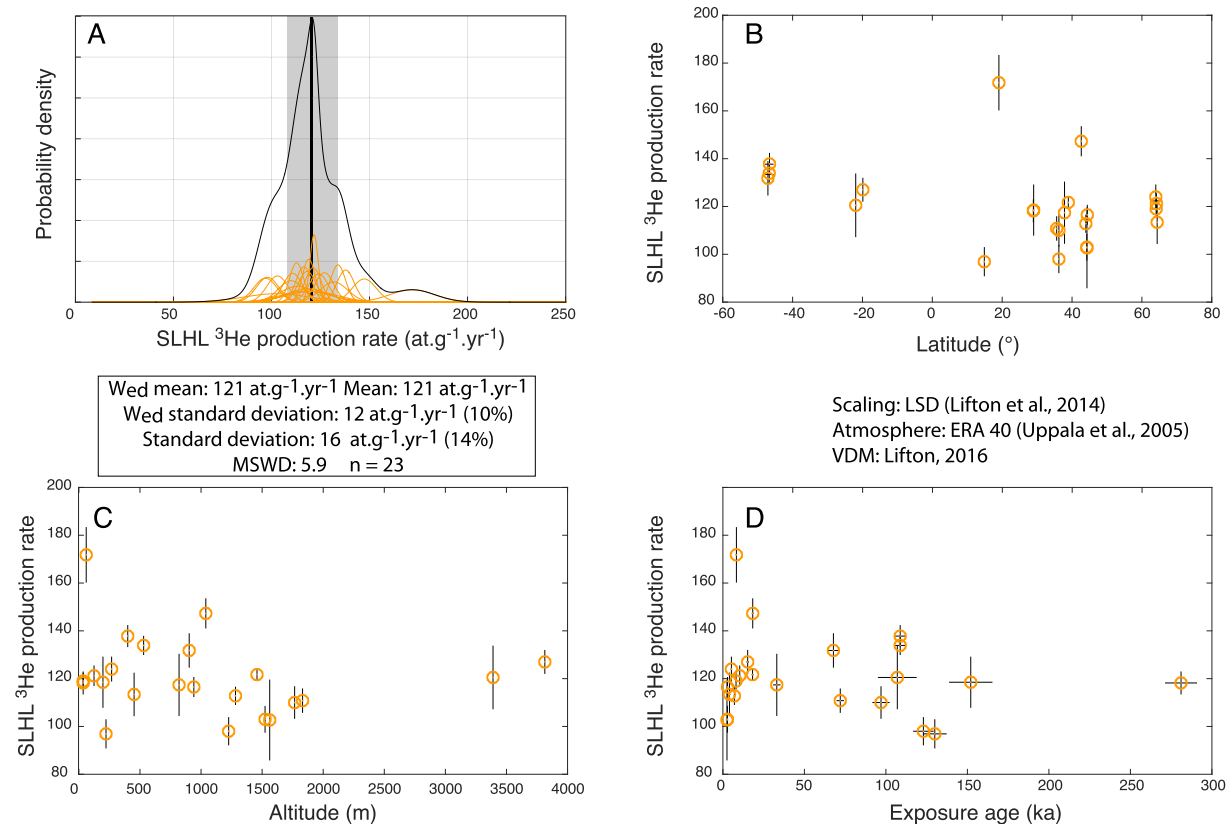 A
Probability density
0 50 100 150 200 250
SLHL ³He production rate (at.g⁻¹.yr⁻¹)
B
SLHL ³He production rate
200
180
160
140
120
100
80
-60 -40 -20 0 20 40 60 80
Latitude (°)
Wed mean: 121 at.g⁻¹.yr⁻¹ Mean: 121 at.g⁻¹.yr⁻¹
Wed standard deviation: 12 at.g⁻¹.yr⁻¹ (10%)
Standard deviation: 16 at.g⁻¹.yr⁻¹ (14%)
MSWD: 5.9 n = 23
Scaling: LSD (Lifton et al., 2014)
Atmosphere: ERA 40 (Uppala et al., 2005)
VDM: Lifton, 2016
C
SLHL ³He production rate
200
180
160
140
120
100
80
0 500 1000 1500 2000 2500 3000 3500 4000
Altitude (m)
D
SLHL ³He production rate
180
160
140
120
100
80
0 50 100 150 200 250 300
Exposure age (ka)